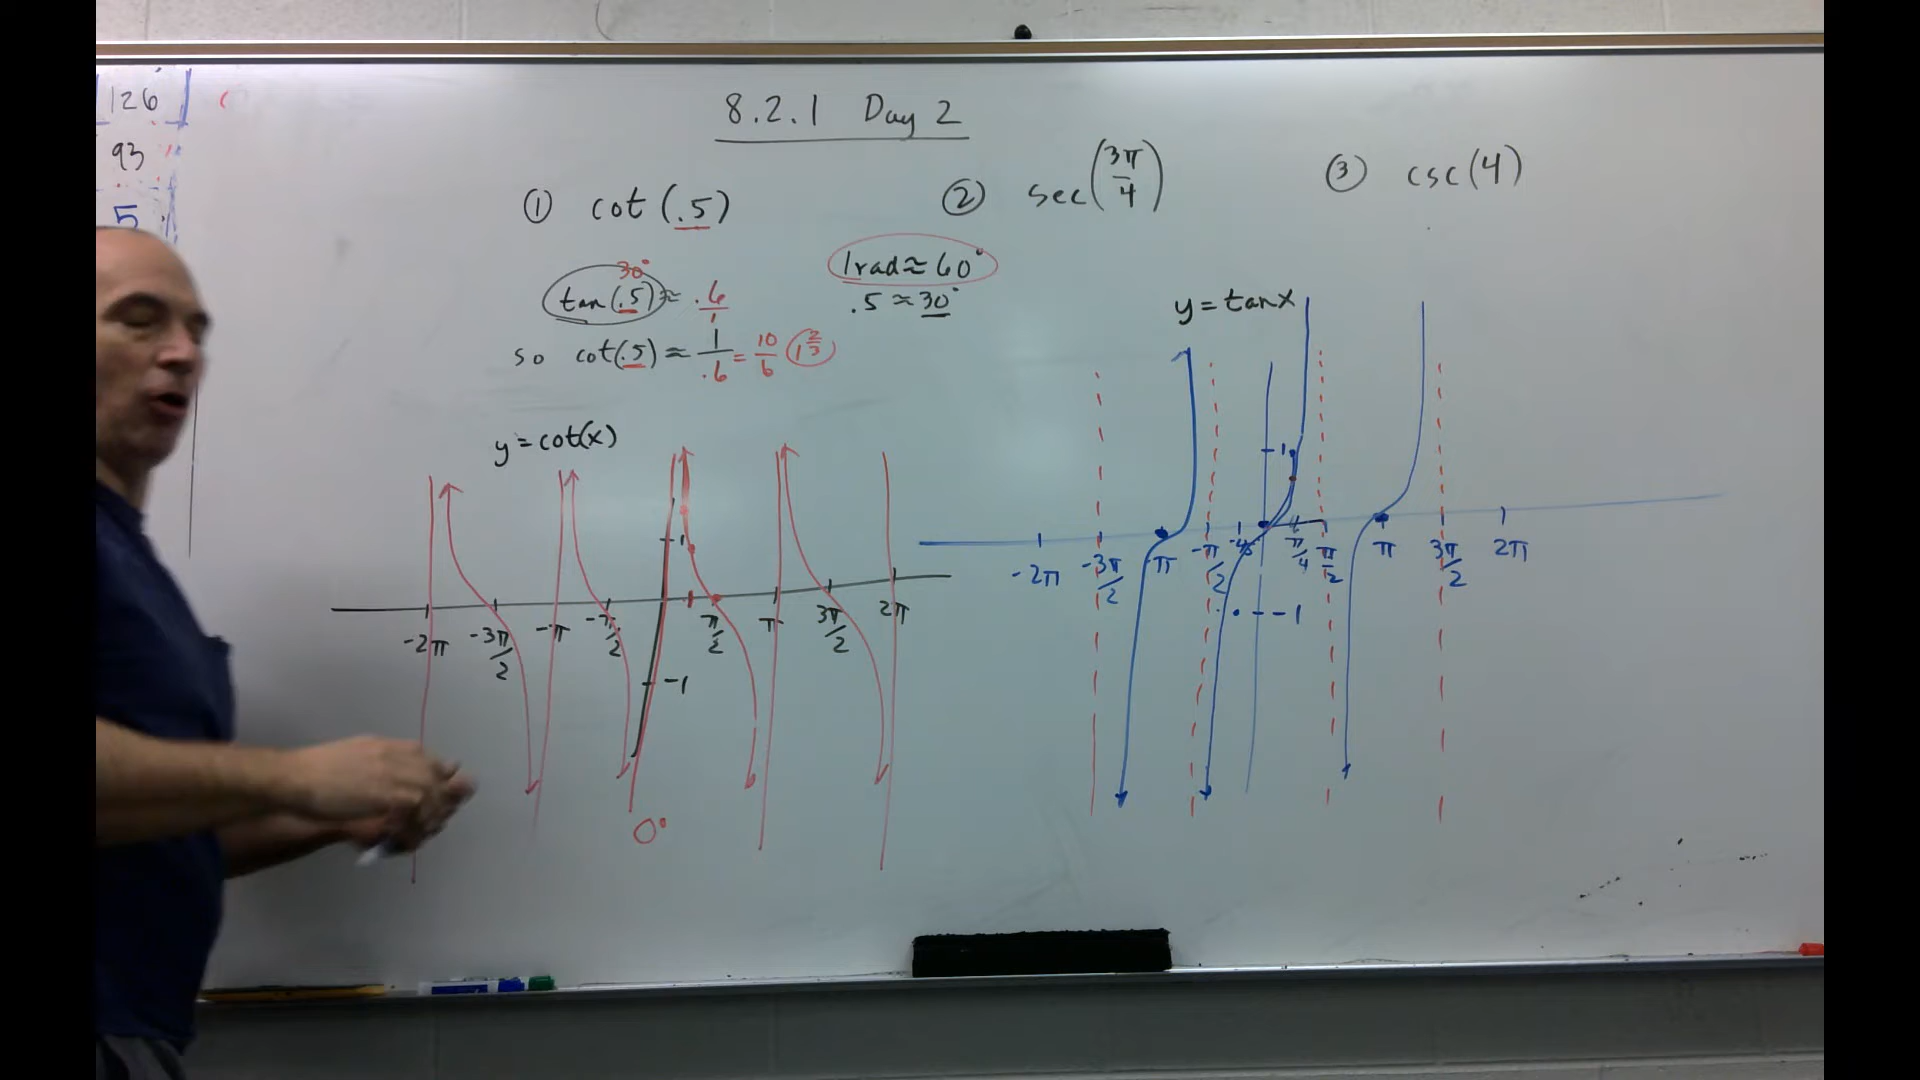 126
93
5
8.2.1 Day 2
① cot (.5)
② sec(3π/4)
③ csc(4)
30°
tan(.5) ≈ .6/1
1rad ≈ 60°
.5 ≈ 30°
so cot(.5) ≈ 1/.6 = 10/6 1 2/3
y = cot(x)
1
-2π -3π/2 -π -π/2 π/2 π 3π/2 2π
-1
0°
y = tanx
1
-2π -3π/2 π -π/2 π/4 π/2 π 3π/2 2π
-1